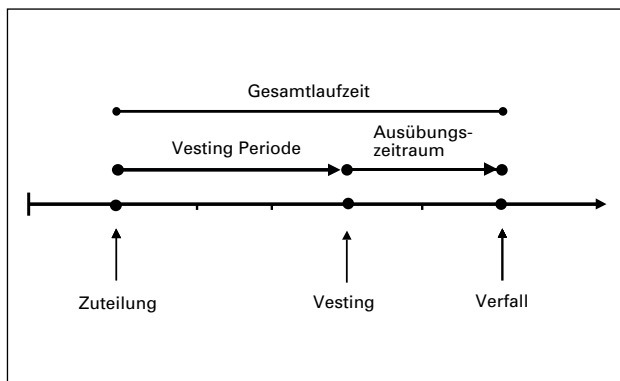 Gesamtlaufzeit
Vesting Periode
Ausübungs-
zeitraum
Zuteilung
Vesting
Verfall